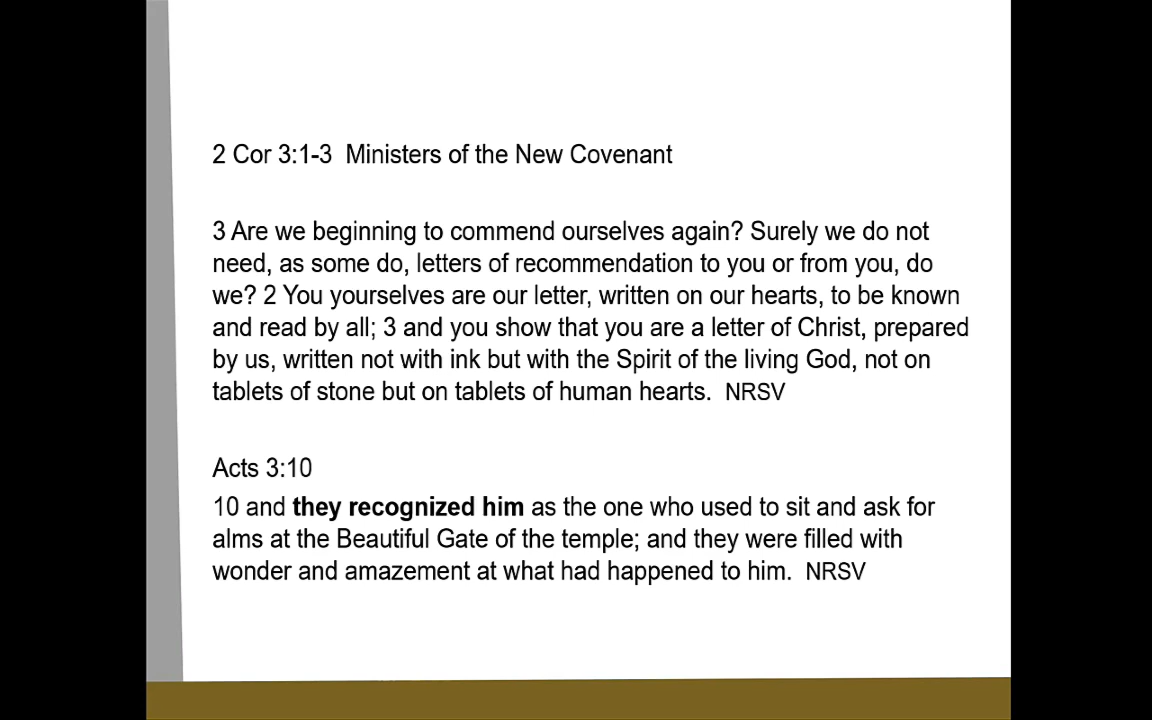 2 Cor 3:1-3  Ministers of the New Covenant
3 Are we beginning to commend ourselves again? Surely we do not
need, as some do, letters of recommendation to you or from you, do
we? 2 You yourselves are our letter, written on our hearts, to be known
and read by all; 3 and you show that you are a letter of Christ, prepared
by us, written not with ink but with the Spirit of the living God, not on
tablets of stone but on tablets of human hearts.  NRSV
Acts 3:10
10 and they recognized him as the one who used to sit and ask for
alms at the Beautiful Gate of the temple; and they were filled with
wonder and amazement at what had happened to him.  NRSV